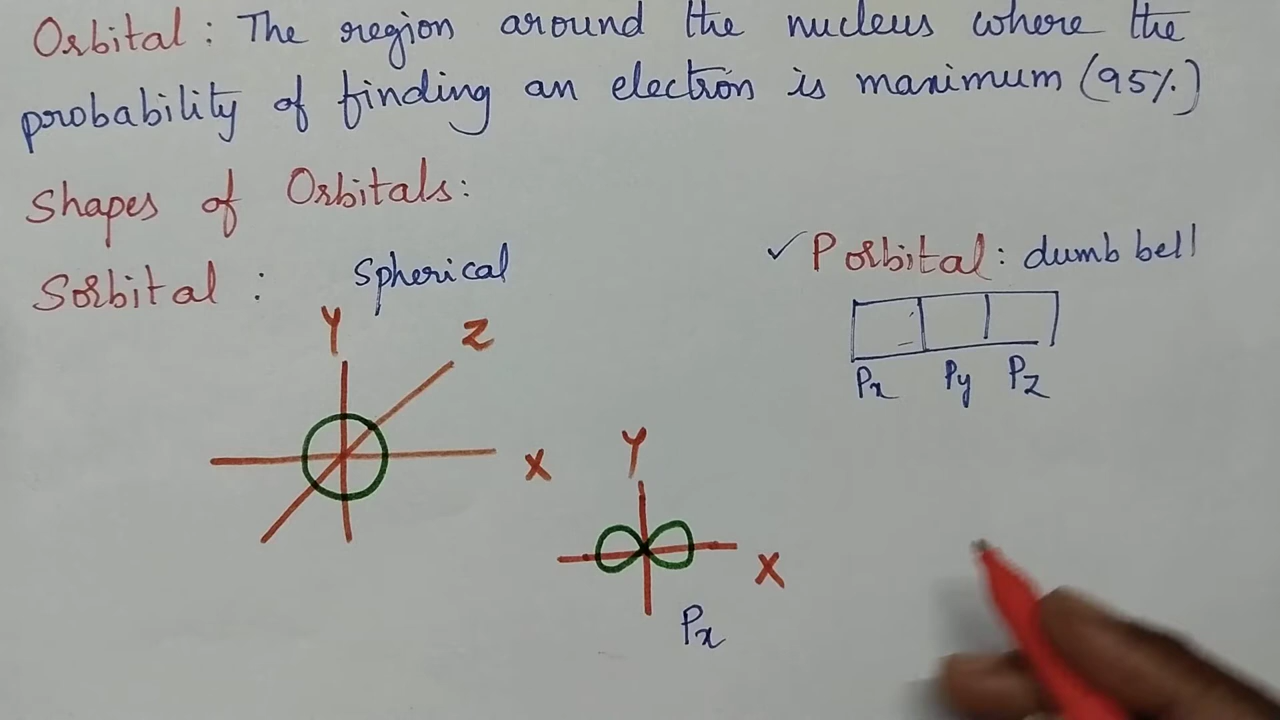 Orbital : The region around the nucleus where the
probability of finding an electron is maximum (95%)
Shapes of Orbitals:
S orbital : Spherical
✓ P orbital : dumb bell
Px Py Pz
Y
Z
X
Y
X
Px